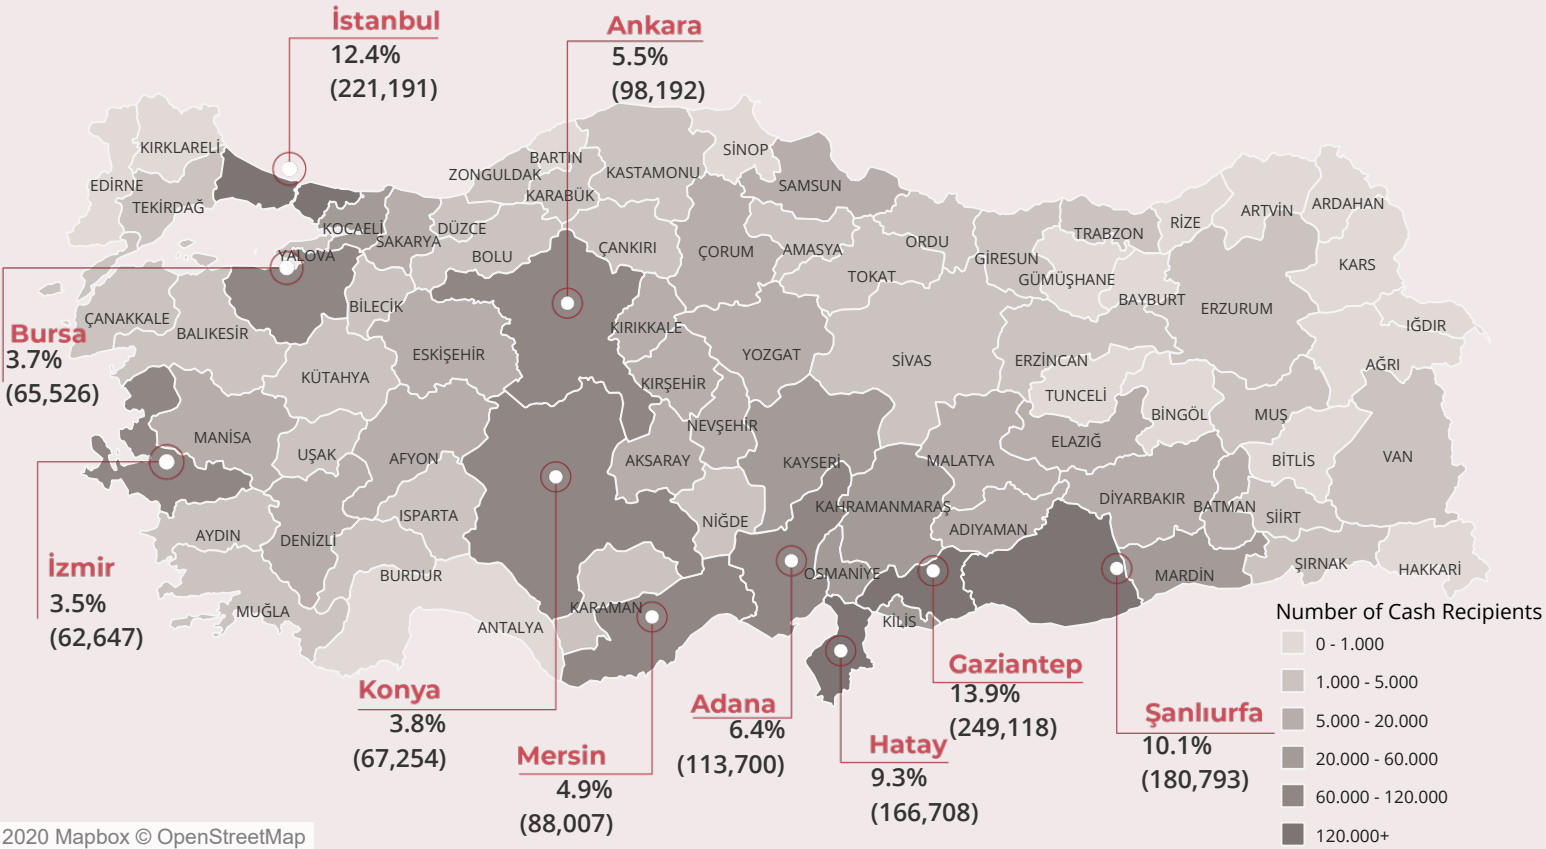 İstanbul
12.4%
(221,191)
Ankara
5.5%
(98,192)
KIRKLARELİ
EDİRNE
TEKİRDAĞ
KOCAELİ
SAKARYA
DÜZCE
ZONGULDAK
BARTIN
KARABÜK
KASTAMONU
SİNOP
SAMSUN
YALOVA
BOLU
ÇANKIRI
ÇORUM
AMASYA
ORDU
TOKAT
GİRESUN
GÜMÜŞHANE
TRABZON
RİZE
ARTVİN
ARDAHAN
KARS
BAYBURT
ERZURUM
IĞDIR
AĞRI
ÇANAKKALE
BALIKESİR
BİLECİK
ESKİŞEHİR
KÜTAHYA
KIRIKKALE
KIRŞEHİR
YOZGAT
SİVAS
ERZİNCAN
TUNCELİ
BİNGÖL
MUŞ
BİTLİS
VAN
Bursa
3.7%
(65,526)
MANİSA
UŞAK
AFYON
NEVŞEHİR
AKSARAY
KAYSERİ
MALATYA
ELAZIĞ
DİYARBAKIR
BATMAN
SİİRT
ŞIRNAK
HAKKARİ
AYDIN
DENİZLİ
ISPARTA
BURDUR
NİĞDE
KAHRAMANMARAŞ
ADIYAMAN
OSMANİYE
MARDİN
MUĞLA
ANTALYA
KARAMAN
KİLİS
İzmir
3.5%
(62,647)
Konya
3.8%
(67,254)
Mersin
4.9%
(88,007)
Adana
6.4%
(113,700)
Hatay
9.3%
(166,708)
Gaziantep
13.9%
(249,118)
Şanlıurfa
10.1%
(180,793)
Number of Cash Recipients
0 - 1.000
1.000 - 5.000
5.000 - 20.000
20.000 - 60.000
60.000 - 120.000
120.000+
2020 Mapbox © OpenStreetMap